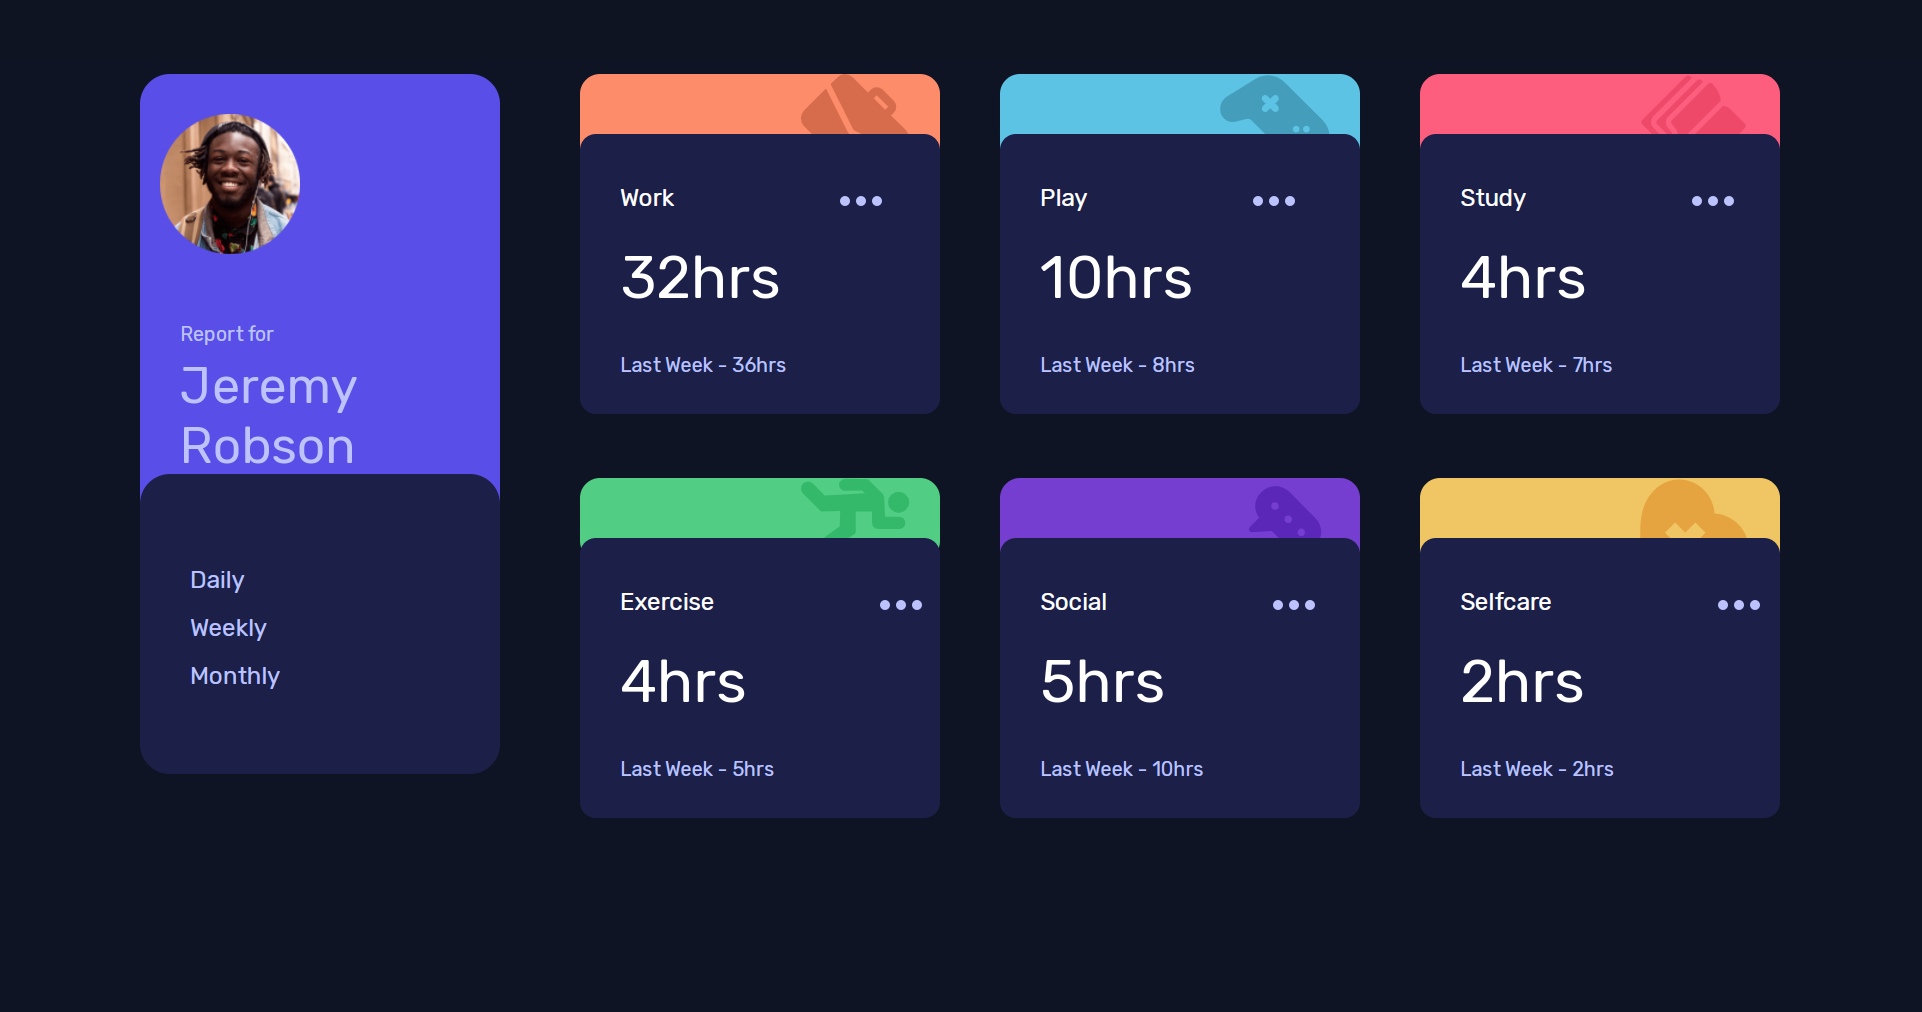 Report for
Jeremy
Robson
Daily
Weekly
Monthly
Work
32hrs
Last Week - 36hrs
Play
10hrs
Last Week - 8hrs
Study
4hrs
Last Week - 7hrs
Exercise
4hrs
Last Week - 5hrs
Social
5hrs
Last Week - 10hrs
Selfcare
2hrs
Last Week - 2hrs